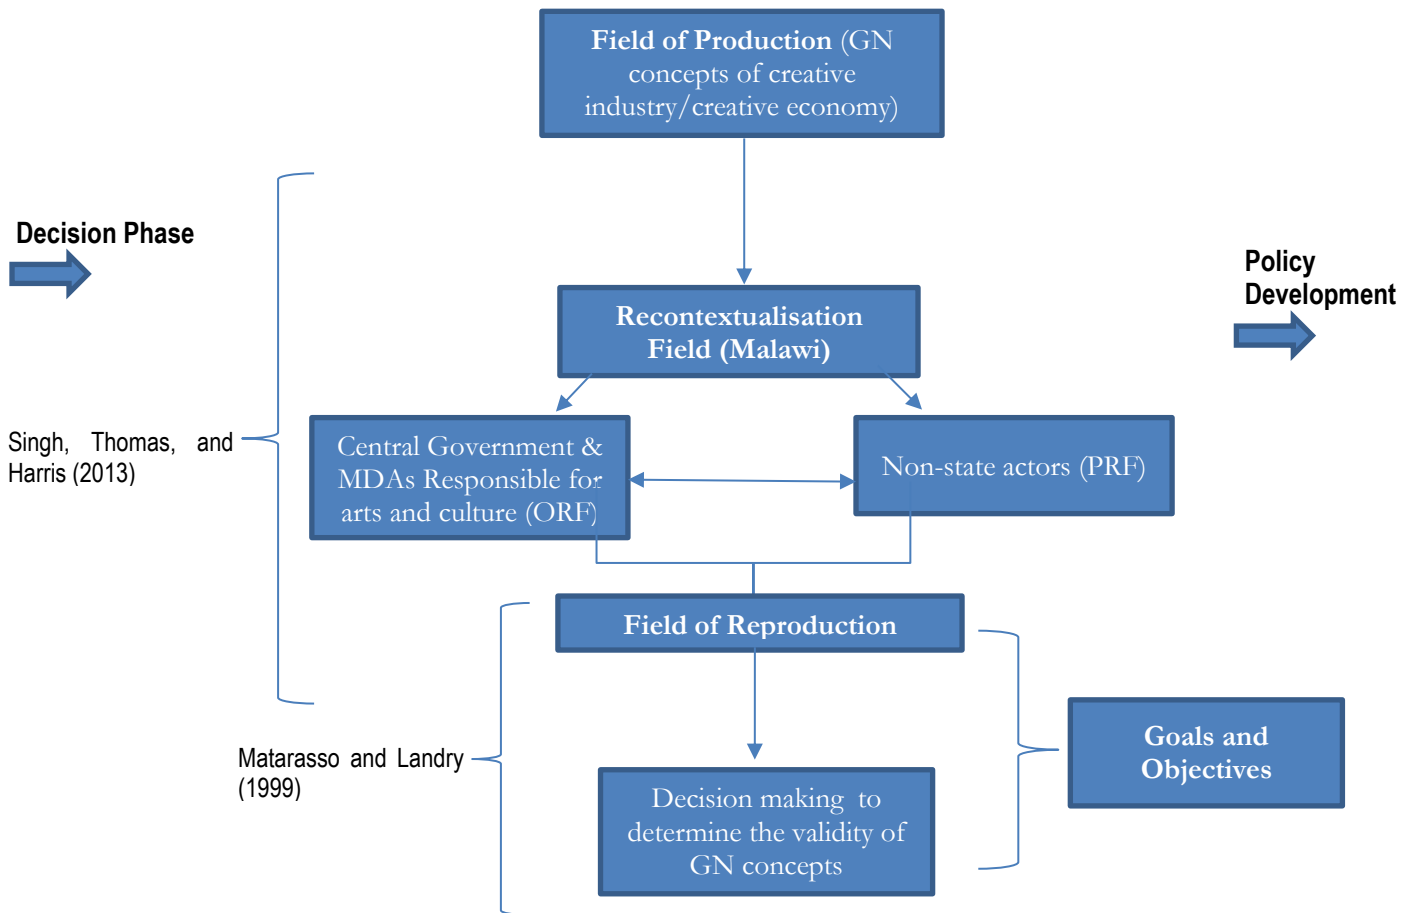 Field of Production (GN
concepts of creative
industry/creative economy)
Decision Phase
Policy
Development
Recontextualisation
Field (Malawi)
Singh, Thomas, and
Harris (2013)
Central Government &
MDAs Responsible for
arts and culture (ORF)
Non-state actors (PRF)
Field of Reproduction
Matarasso and Landry
(1999)
Goals and
Objectives
Decision making to
determine the validity of
GN concepts